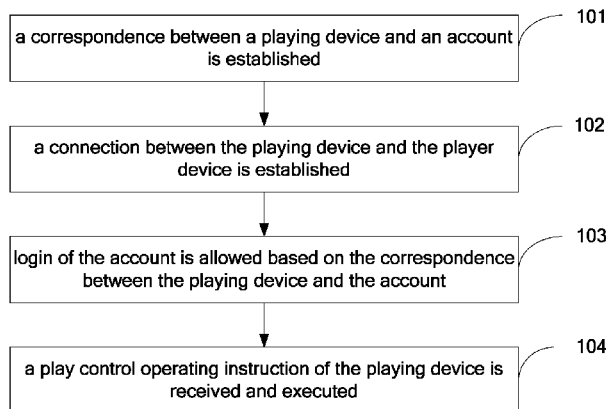 101
a correspondence between a playing device and an account
is established
102
a connection between the playing device and the player
device is established
103
login of the account is allowed based on the correspondence
between the playing device and the account
104
a play control operating instruction of the playing device is
received and executed